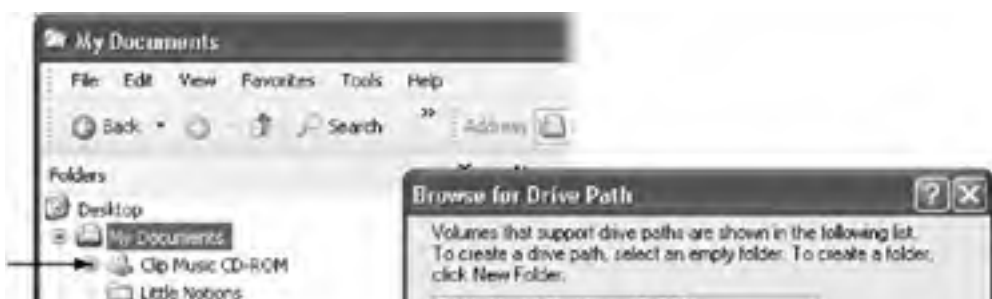 My Documents
File Edit View Favorites Tools Help
Back Search » Address
Folders
Desktop
My Documents
Clip Music CD-ROM
Little Notions
Browse for Drive Path
Volumes that support drive paths are shown in the following list.
To create a drive path, select an empty folder. To create a folder,
click New Folder.